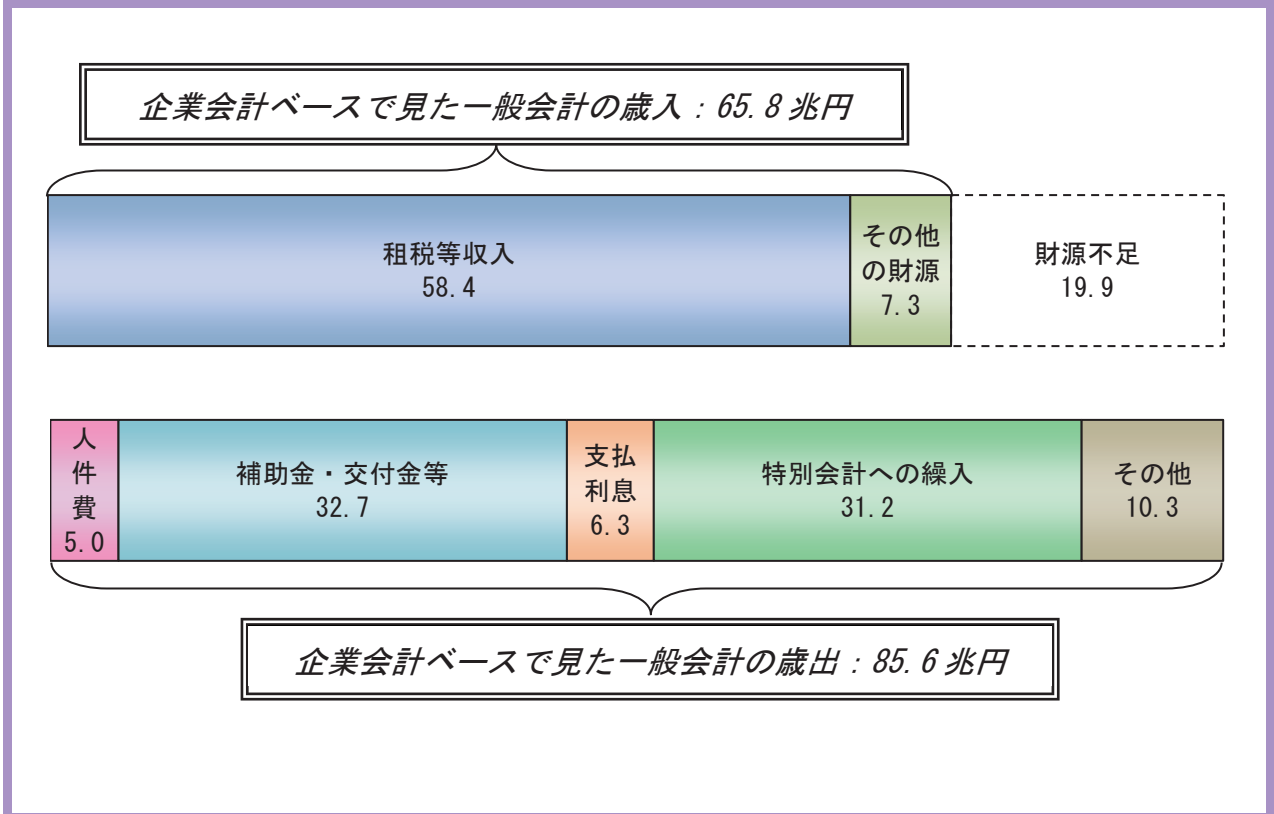 企業会計ベースで見た一般会計の歳入：65.8兆円
租税等収入
58.4
その他
の財源
7.3
財源不足
19.9
人
件
費
5.0
補助金・交付金等
32.7
支払
利息
6.3
特別会計への繰入
31.2
その他
10.3
企業会計ベースで見た一般会計の歳出：85.6兆円